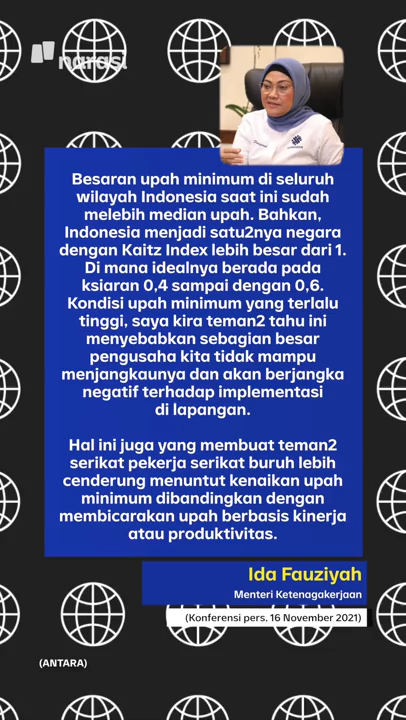 naras.
Besaran upah minimum di seluruh
wilayah Indonesia saat ini sudah
melebih median upah. Bahkan,
Indonesia menjadi satu2nya negara
dengan Kaitz Index lebih besar dari 1.
Di mana idealnya berada pada
ksiaran 0,4 sampai dengan 0,6.
Kondisi upah minimum yang terlalu
tinggi, saya kira teman2 tahu ini
menyebabkan sebagian besar
pengusaha kita tidak mampu
menjangkaunya dan akan berjangka
negatif terhadap implementasi
di lapangan.
Hal ini juga yang membuat teman2
serikat pekerja serikat buruh lebih
cenderung menuntut kenaikan upah
minimum dibandingkan dengan
membicarakan upah berbasis kinerja
atau produktivitas.
Ida Fauziyah
Menteri Ketenagakerjaan
(Konferensi pers, 16 November 2021)
(ANTARA)